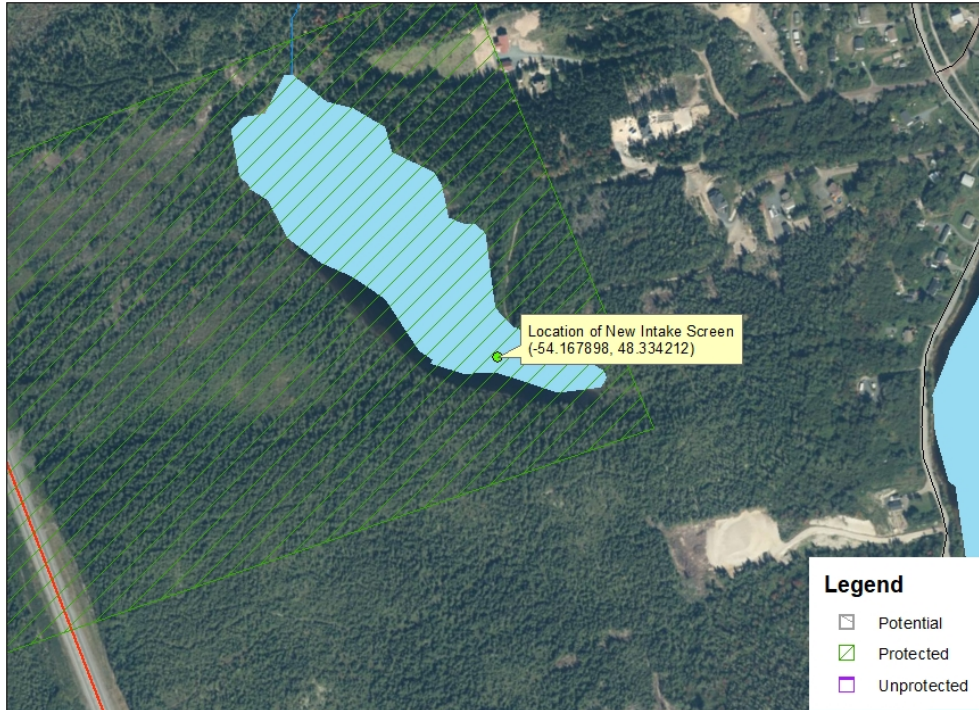 Location of New Intake Screen
(-54.167898, 48.334212)
Legend
Potential
Protected
Unprotected